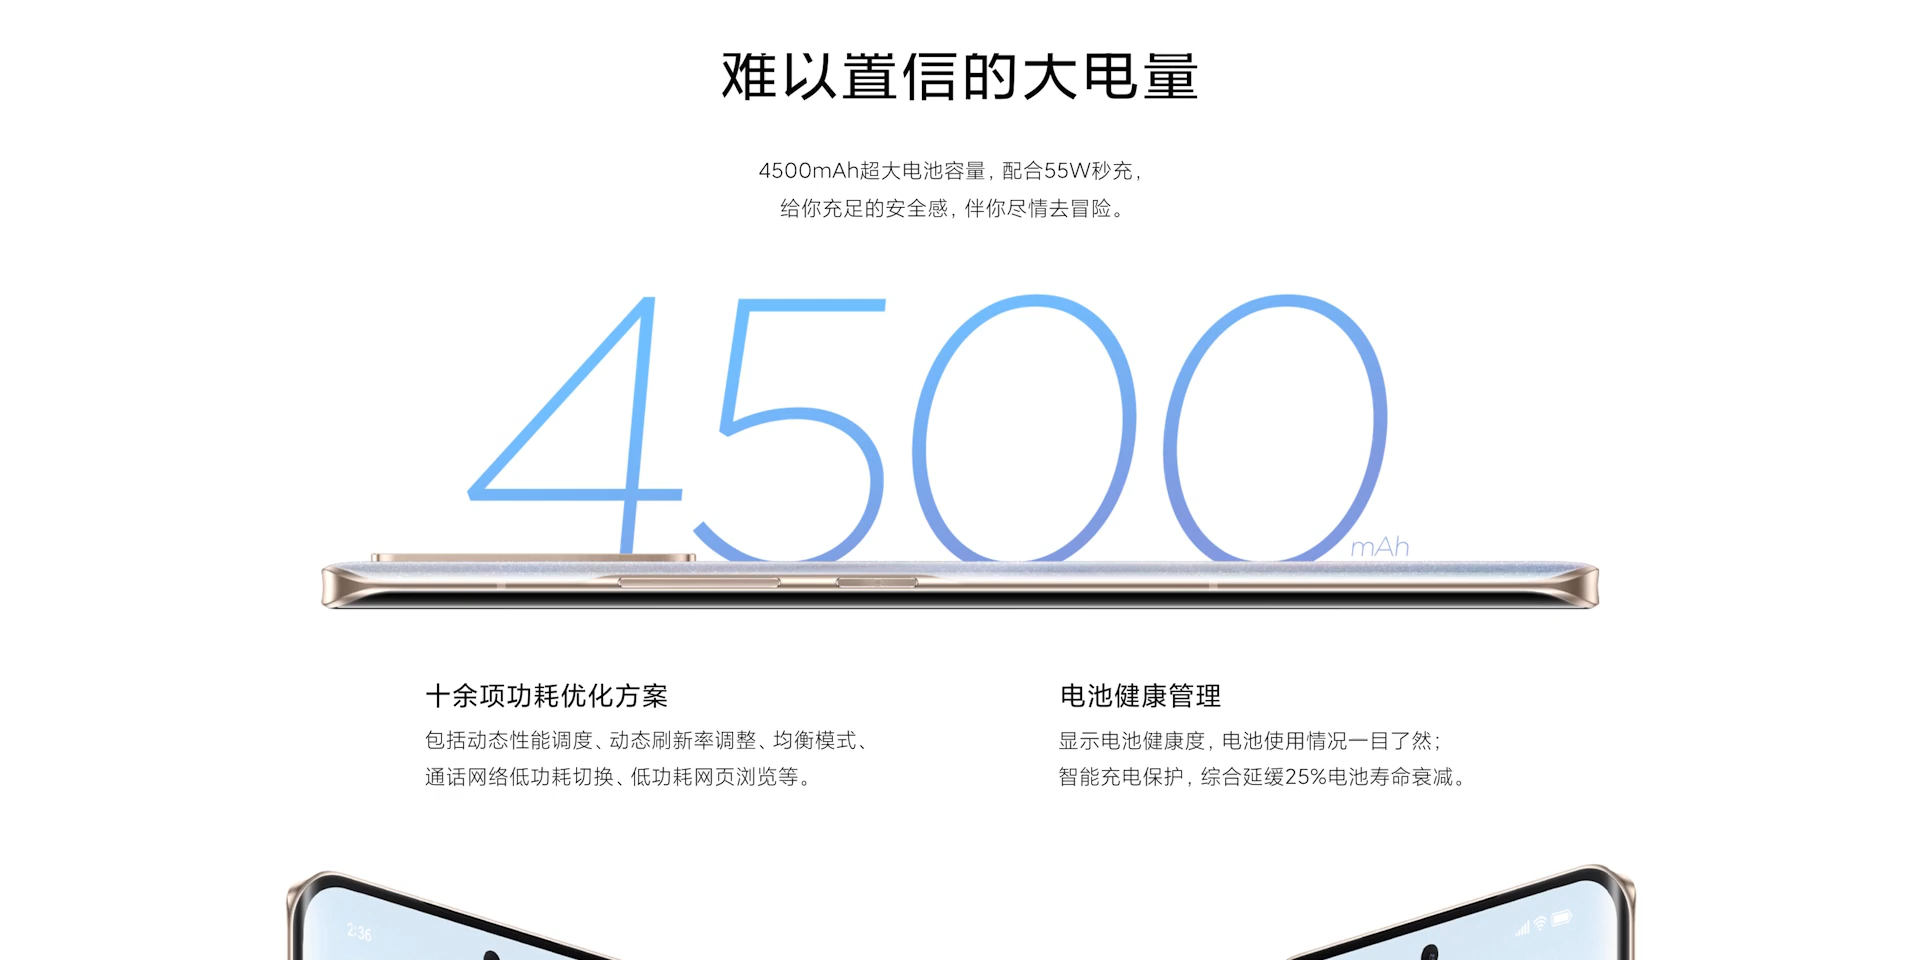 难以置信的大电量
4500mAh超大电池容量，配合55W秒充，
给你充足的安全感，伴你尽情去冒险。
4500
mAh
十余项功耗优化方案
包括动态性能调度、动态刷新率调整、均衡模式、
通话网络低功耗切换、低功耗网页浏览等。
电池健康管理
显示电池健康度，电池使用情况一目了然；
智能充电保护，综合延缓25%电池寿命衰减。
2:36